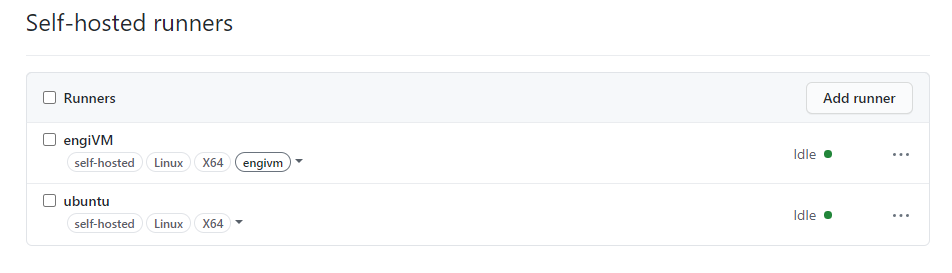 Self-hosted runners
Runners Add runner
engiVM
self-hosted Linux X64 engivm
Idle
ubuntu
self-hosted Linux X64
Idle